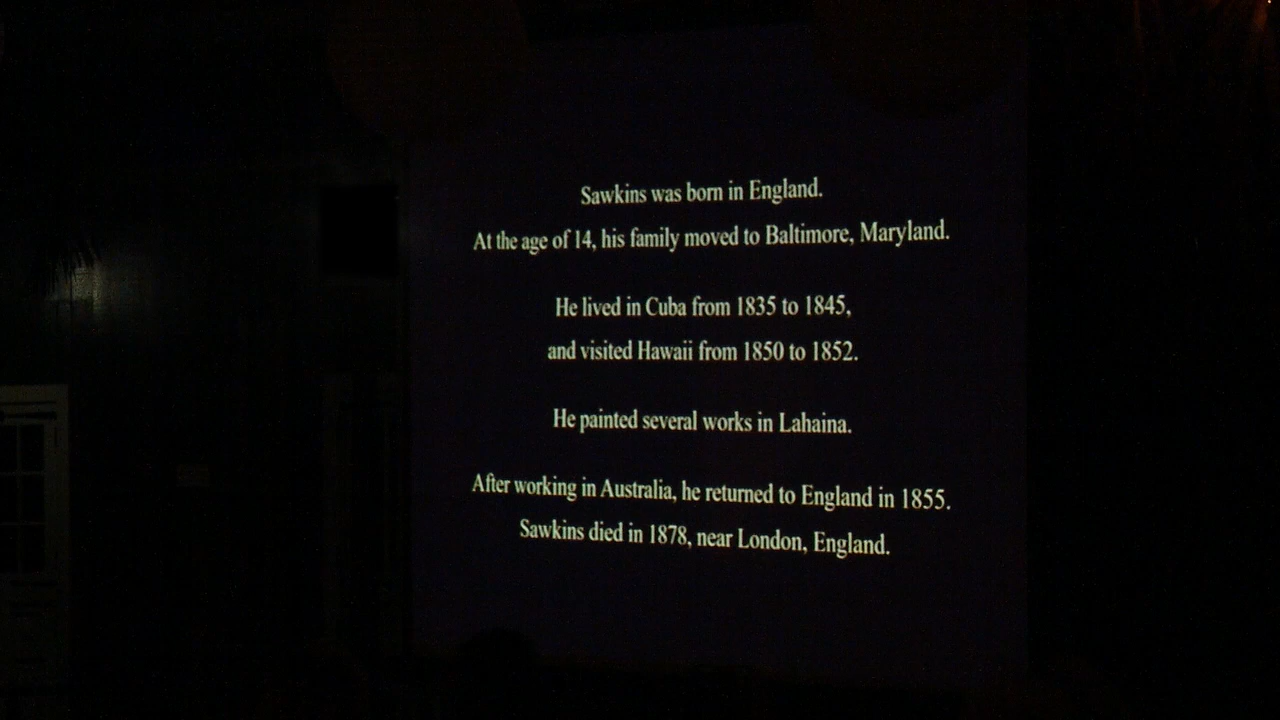 Sawkins was born in England.
At the age of 14, his family moved to Baltimore, Maryland.
He lived in Cuba from 1835 to 1845,
and visited Hawaii from 1850 to 1852.
He painted several works in Lahaina.
After working in Australia, he returned to England in 1855.
Sawkins died in 1878, near London, England.